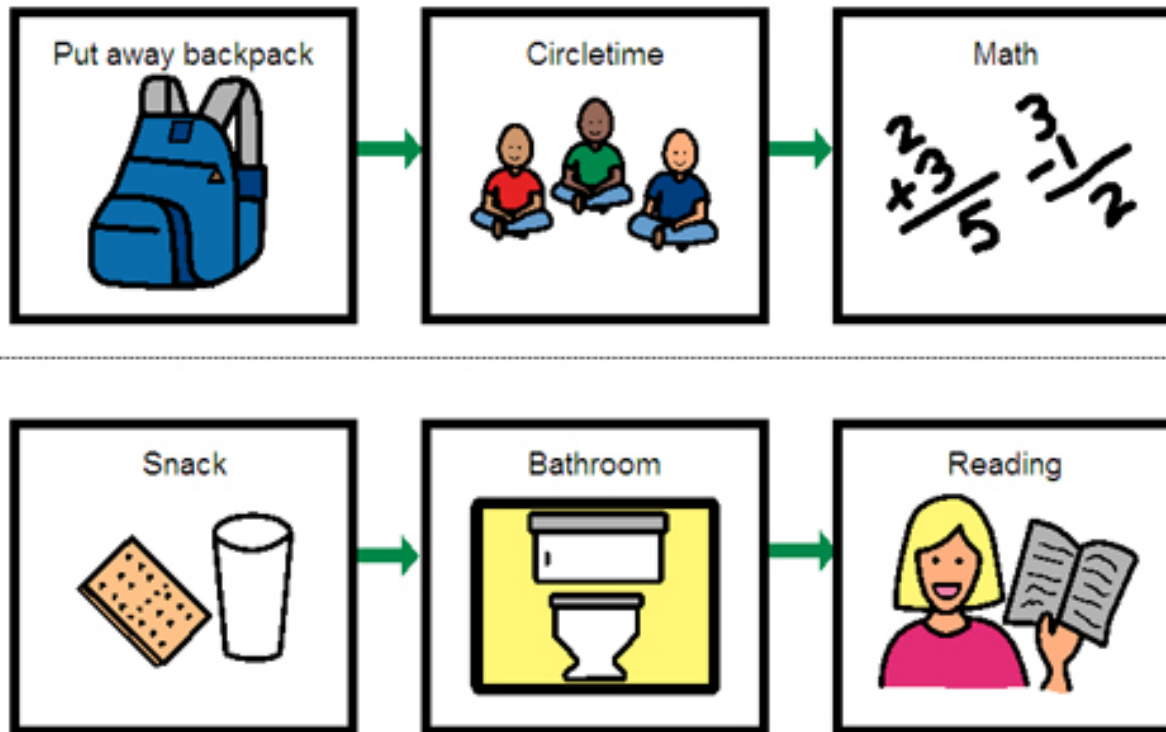 Put away backpack
Circletime
Math
2
+3
5
3
-1
2
Snack
Bathroom
Reading